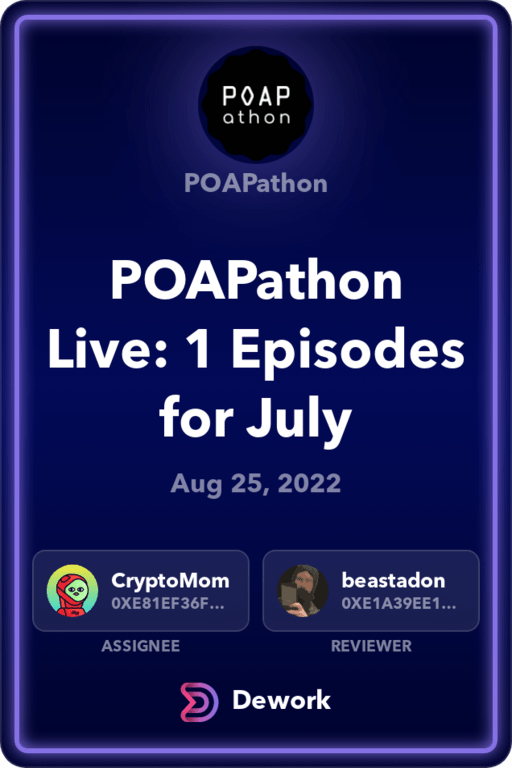 POAP
athon
POAPathon
POAPathon
Live: 1 Episodes
for July
Aug 25, 2022
CryptoMom
0XE81EF36F...
beastadon
0XE1A39EE1...
ASSIGNEE
REVIEWER
Dework